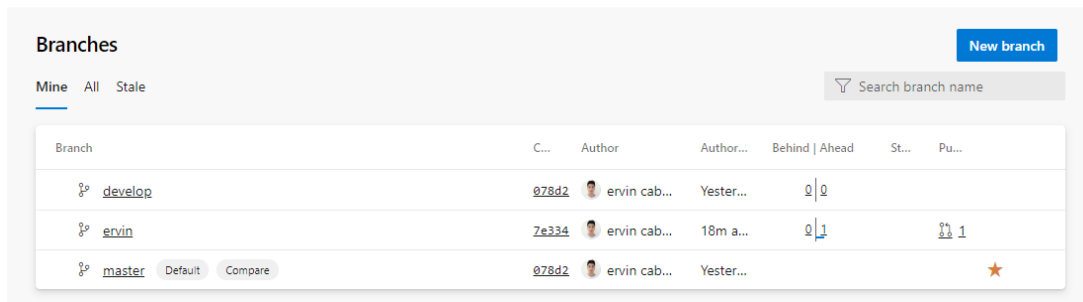 Branches
New branch
Mine All Stale
Search branch name
Branch C... Author Author... Behind | Ahead St... Pu...
develop 078d2 ervin cab... Yester... 0 0
ervin 7e334 ervin cab... 18m a... 0 1 1
master Default Compare 078d2 ervin cab... Yester...